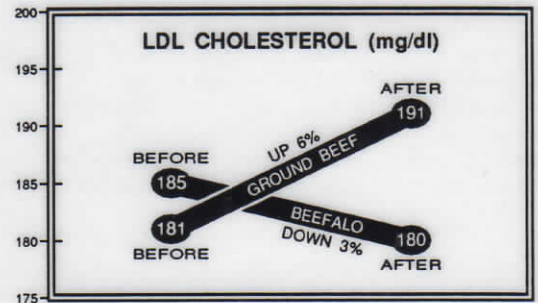 200
LDL CHOLESTEROL (mg/dl)
195
AFTER
190
191
UP 6%
GROUND BEEF
BEFORE
185
185
BEEFALO
DOWN 3%
181
180
180
BEFORE
AFTER
175